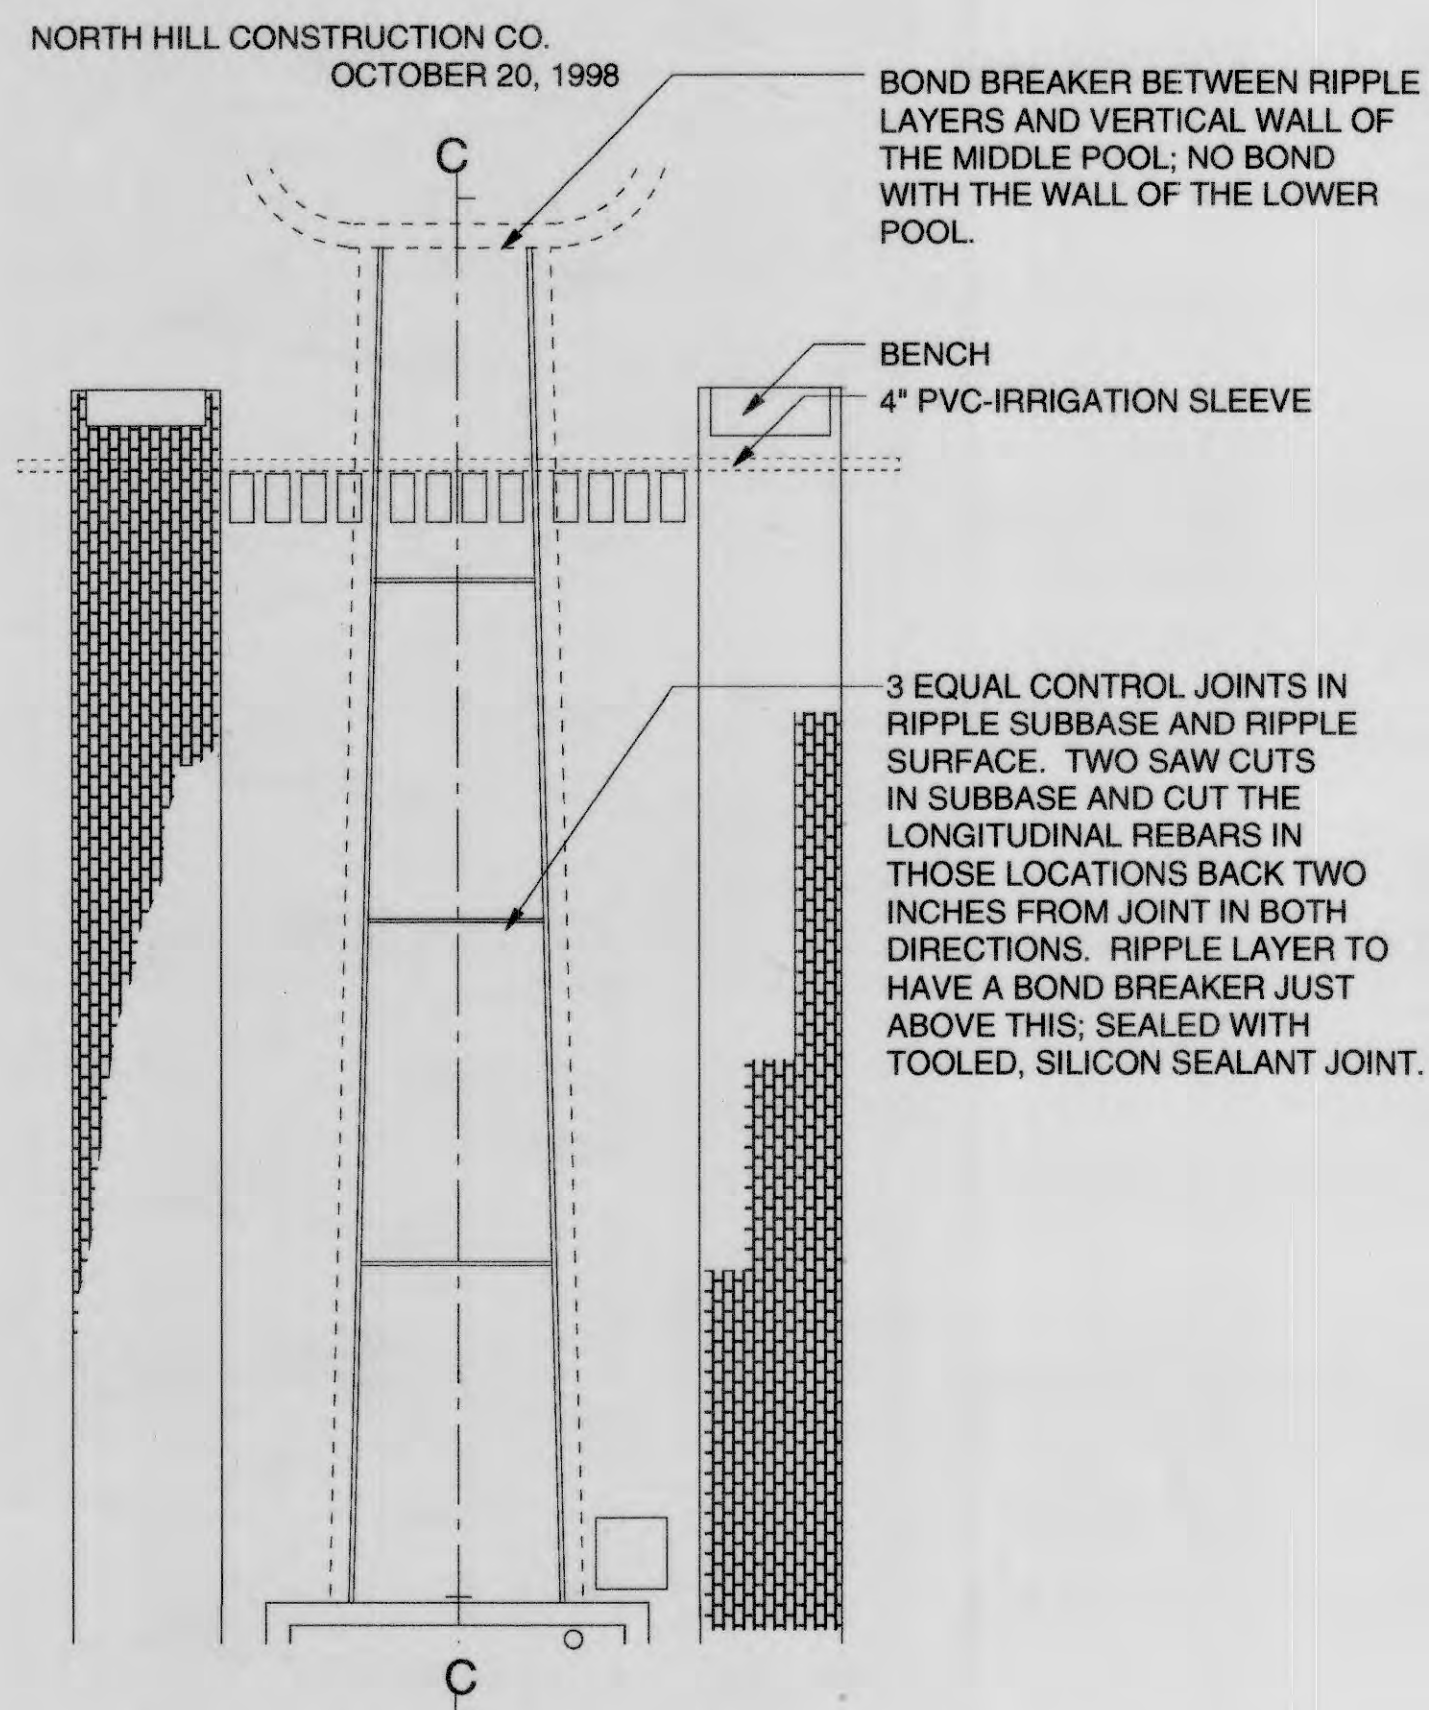 NORTH HILL CONSTRUCTION CO.
OCTOBER 20, 1998
C
BOND BREAKER BETWEEN RIPPLE
LAYERS AND VERTICAL WALL OF
THE MIDDLE POOL; NO BOND
WITH THE WALL OF THE LOWER
POOL.
BENCH
4" PVC-IRRIGATION SLEEVE
3 EQUAL CONTROL JOINTS IN
RIPPLE SUBBASE AND RIPPLE
SURFACE. TWO SAW CUTS
IN SUBBASE AND CUT THE
LONGITUDINAL REBARS IN
THOSE LOCATIONS BACK TWO
INCHES FROM JOINT IN BOTH
DIRECTIONS. RIPPLE LAYER TO
HAVE A BOND BREAKER JUST
ABOVE THIS; SEALED WITH
TOOLED, SILICON SEALANT JOINT.
C